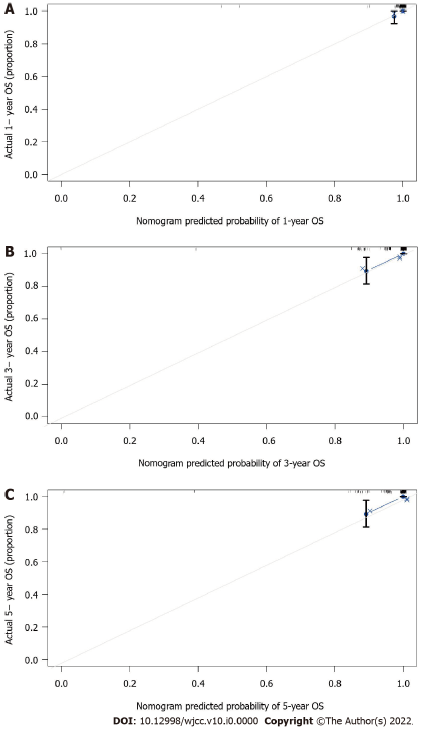 A
1.0
0.8
0.6
0.4
0.2
0.0
Actual 1− year OS (proportion)
0.0 0.2 0.4 0.6 0.8 1.0
Nomogram predicted probability of 1-year OS
B
1.0
0.8
0.6
0.4
0.2
0.0
Actual 3− year OS (proportion)
0.0 0.2 0.4 0.6 0.8 1.0
Nomogram predicted probability of 3-year OS
C
1.0
0.8
0.6
0.4
0.2
0.0
Actual 5− year OS (proportion)
0.0 0.2 0.4 0.6 0.8 1.0
Nomogram predicted probability of 5-year OS
DOI: 10.12998/wjcc.v10.i0.0000 Copyright ©The Author(s) 2022.